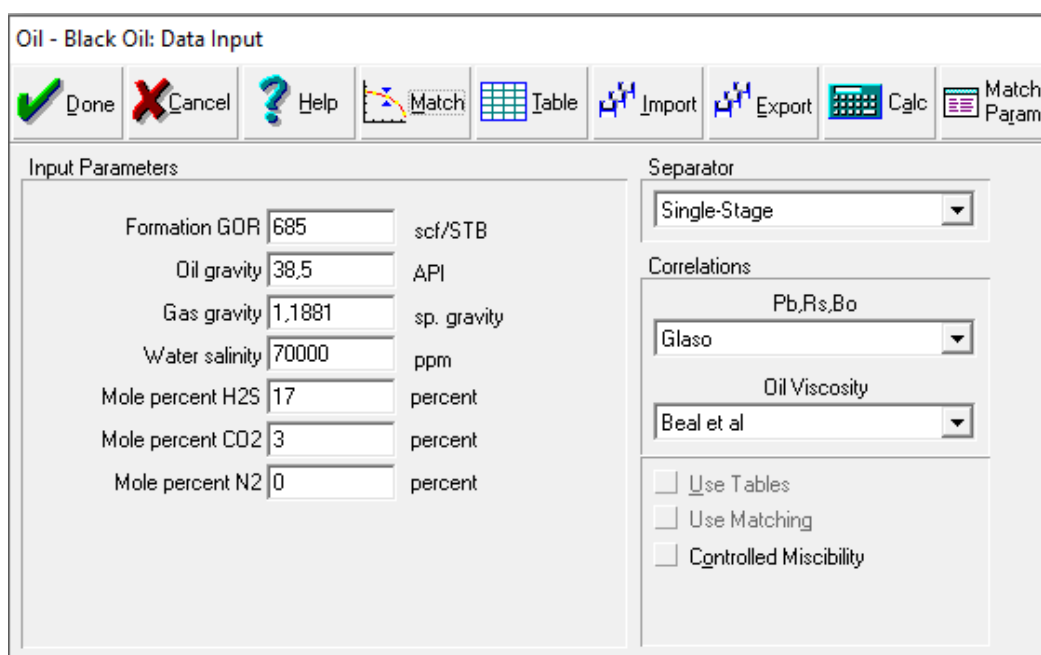 Oil - Black Oil: Data Input
Done Cancel Help Match Table Import Export Calc Match Param
Input Parameters
Formation GOR 685 scf/STB
Oil gravity 38,5 API
Gas gravity 1,1881 sp. gravity
Water salinity 70000 ppm
Mole percent H2S 17 percent
Mole percent CO2 3 percent
Mole percent N2 0 percent
Separator
Single-Stage
Correlations
Pb,Rs,Bo
Glaso
Oil Viscosity
Beal et al
Use Tables
Use Matching
Controlled Miscibility